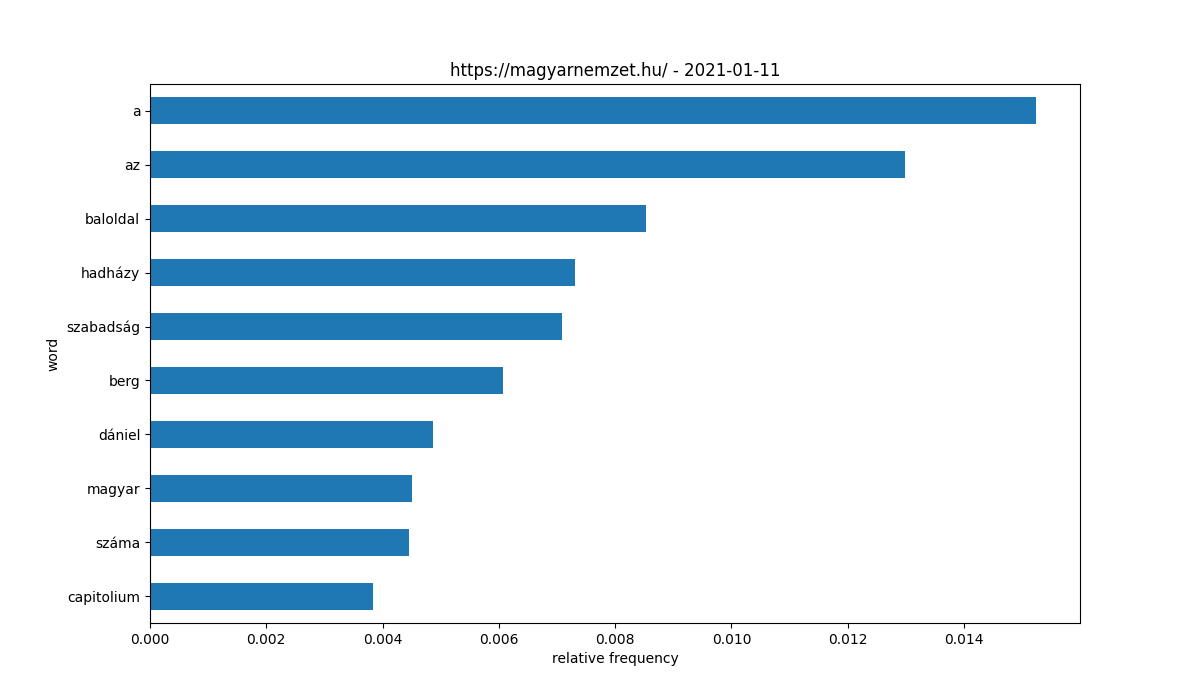 https://magyarnemzet.hu/ - 2021-01-11
a
az
baloldal
hadházy
szabadság
berg
dániel
magyar
száma
capitolium
word
0.000 0.002 0.004 0.006 0.008 0.010 0.012 0.014
relative frequency